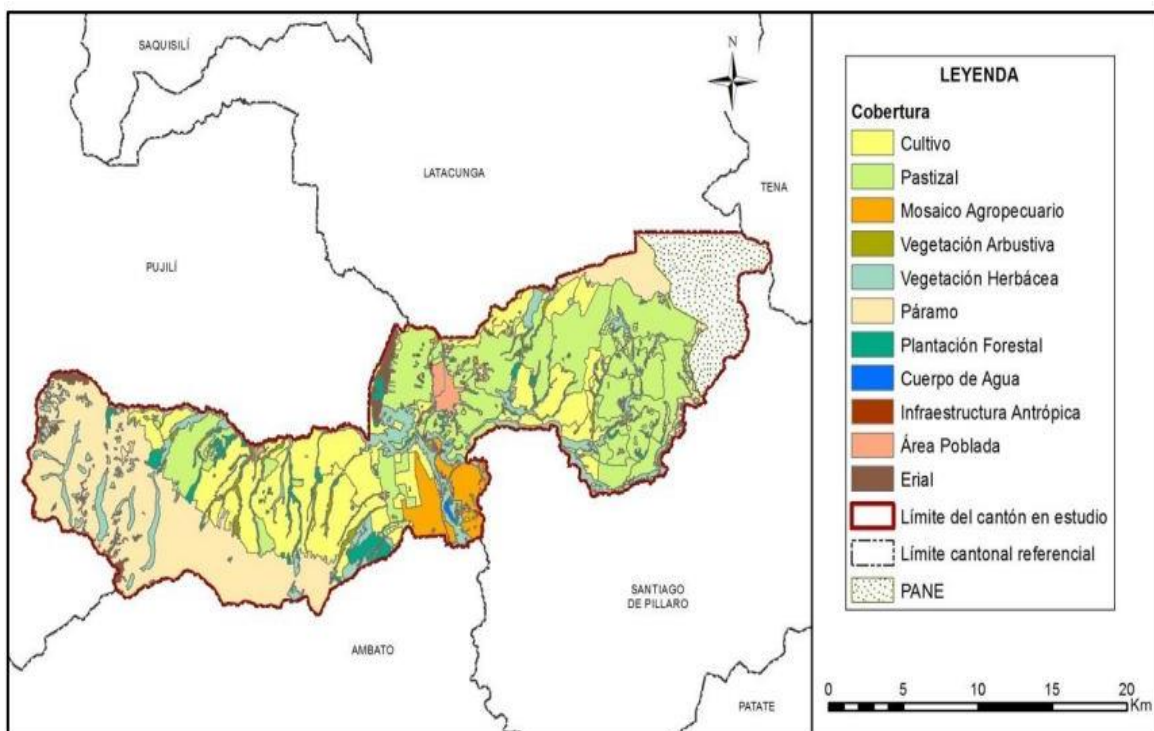 SAQUISILÍ
N
LATACUNGA
TENA
PUJILÍ
SANTIAGO
DE PILLARO
AMBATO
PATATE
LEYENDA
Cobertura
Cultivo
Pastizal
Mosaico Agropecuario
Vegetación Arbustiva
Vegetación Herbácea
Páramo
Plantación Forestal
Cuerpo de Agua
Infraestructura Antrópica
Área Poblada
Erial
Límite del cantón en estudio
Límite cantonal referencial
PANE
0 5 10 15 20
Km